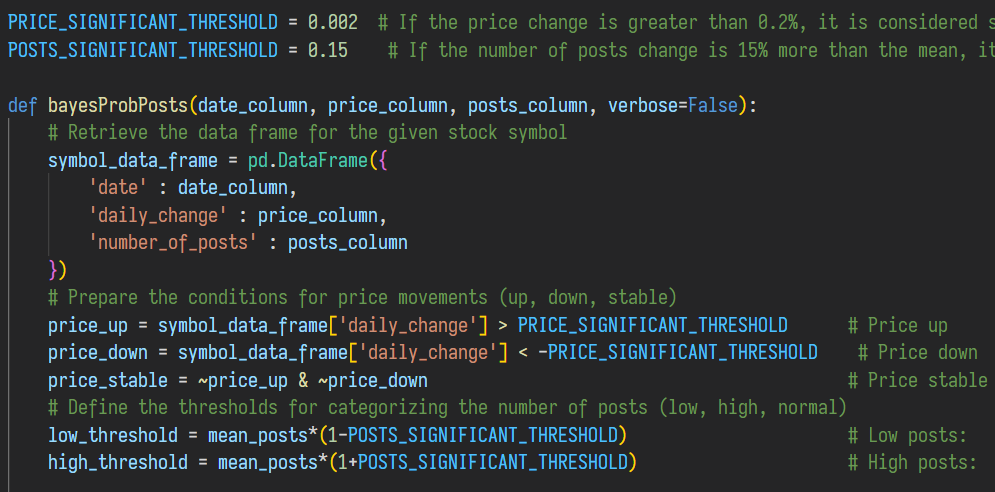 PRICE_SIGNIFICANT_THRESHOLD = 0.002  # If the price change is greater than 0.2%, it is considered
POSTS_SIGNIFICANT_THRESHOLD = 0.15   # If the number of posts change is 15% more than the mean,
def bayesProbPosts(date_column, price_column, posts_column, verbose=False):
    # Retrieve the data frame for the given stock symbol
    symbol_data_frame = pd.DataFrame({
        'date' : date_column,
        'daily_change' : price_column,
        'number_of_posts' : posts_column
    })
    # Prepare the conditions for price movements (up, down, stable)
    price_up = symbol_data_frame['daily_change'] > PRICE_SIGNIFICANT_THRESHOLD      # Price up
    price_down = symbol_data_frame['daily_change'] < -PRICE_SIGNIFICANT_THRESHOLD    # Price down
    price_stable = ~price_up & ~price_down                                          # Price stable
    # Define the thresholds for categorizing the number of posts (low, high, normal)
    low_threshold = mean_posts*(1-POSTS_SIGNIFICANT_THRESHOLD)                      # Low posts:
    high_threshold = mean_posts*(1+POSTS_SIGNIFICANT_THRESHOLD)                     # High posts: